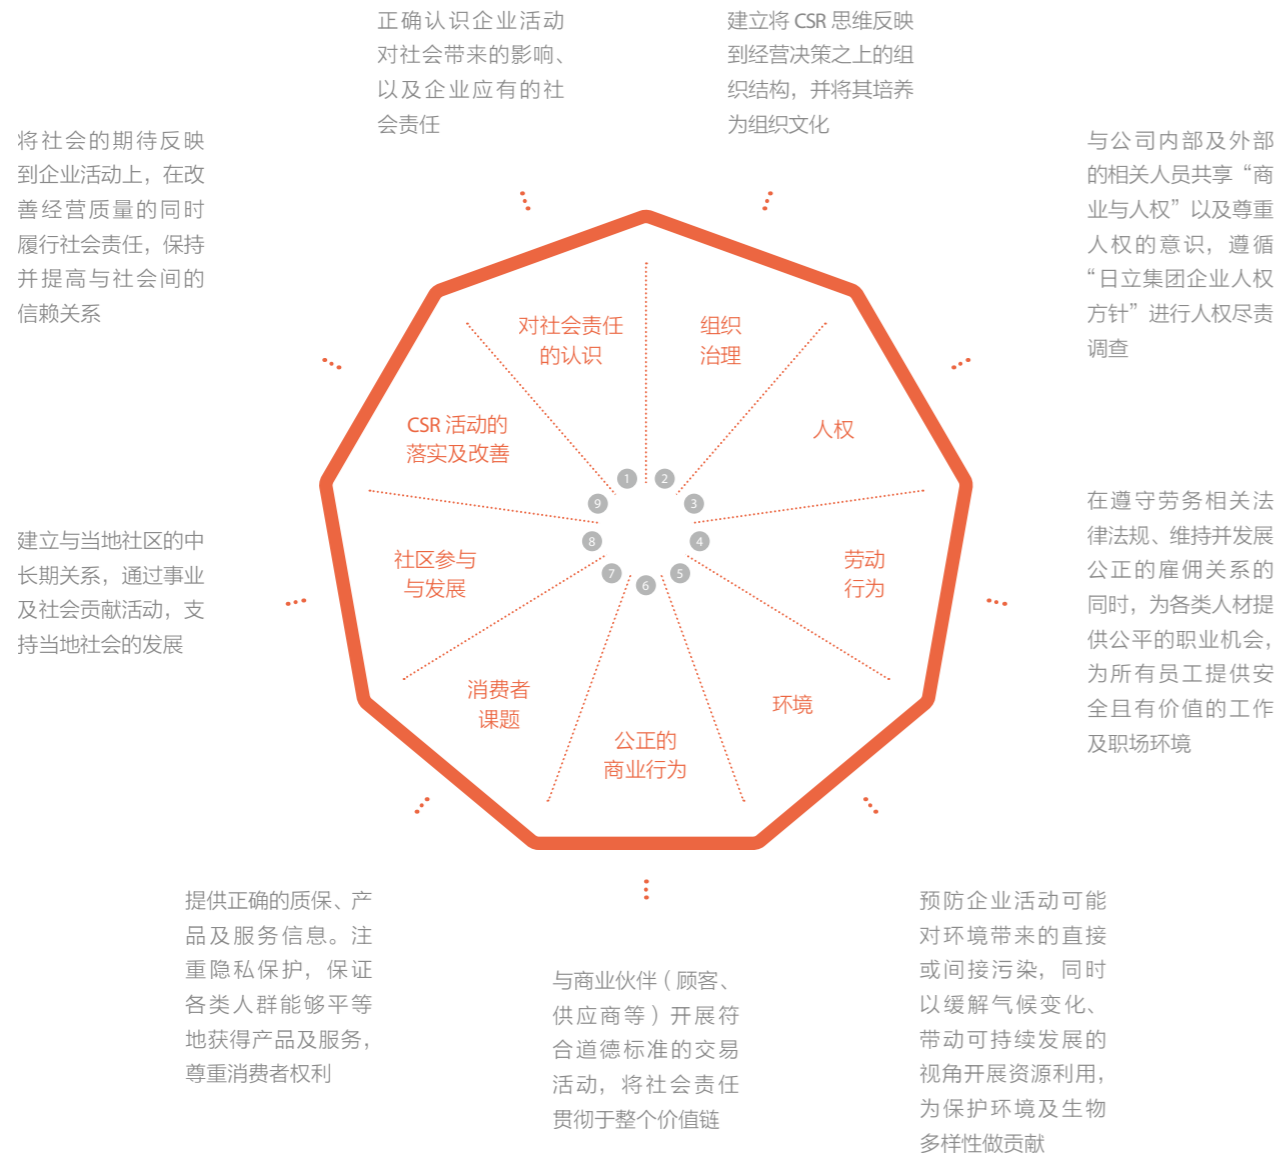 正确认识企业活动
对社会带来的影响、
以及企业应有的社
会责任
建立将 CSR 思维反映
到经营决策之上的组
织结构，并将其培养
为组织文化
将社会的期待反映
到企业活动上，在改
善经营质量的同时
履行社会责任，保持
并提高与社会间的
信赖关系
与公司内部及外部
的相关人员共享“商
业与人权”以及尊重
人权的意识，遵循
“日立集团企业人权
方针”进行人权尽责
调查
对社会责任
的认识
组织
治理
CSR 活动的
落实及改善
人权
1
2
9
3
8
4
7
5
6
社区参与
与发展
劳动
行为
消费者
课题
环境
公正的
商业行为
建立与当地社区的中
长期关系，通过事业
及社会贡献活动，支
持当地社会的发展
在遵守劳务相关法
律法规、维持并发展
公正的雇佣关系的
同时，为各类人材提
供公平的职业机会，
为所有员工提供安
全且有价值的工作
及职场环境
提供正确的质保、产
品及服务信息。注
重隐私保护，保证
各类人群能够平等
地获得产品及服务，
尊重消费者权利
与商业伙伴（顾客、
供应商等）开展符
合道德标准的交易
活动，将社会责任
贯彻于整个价值链
预防企业活动可能
对环境带来的直接
或间接污染，同时
以缓解气候变化、
带动可持续发展的
视角开展资源利用，
为保护环境及生物
多样性做贡献